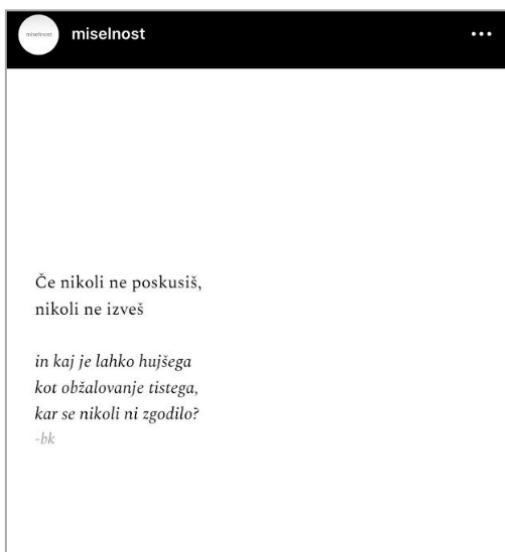 miselnost
miselnost
Če nikoli ne poskusiš,
nikoli ne izveš
in kaj je lahko hujšega
kot obžalovanje tistega,
kar se nikoli ni zgodilo?
-bk